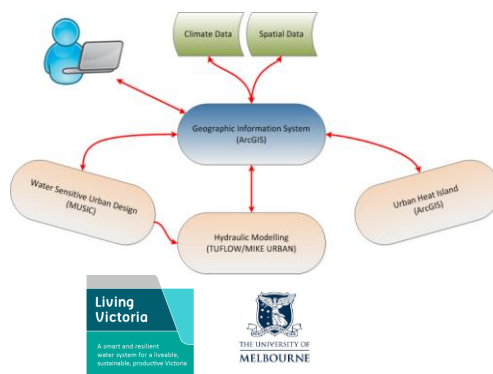 Climate Data
Spatial Data
Geographic Information System
(ArcGIS)
Water Sensitive Urban Design
(MUSIC)
Urban Heat Island
(ArcGIS)
Hydraulic Modelling
(TUFLOW/MIKE URBAN)
Living
Victoria
A smart and resilient
water system for a liveable,
sustainable, productive Victoria
THE UNIVERSITY OF
MELBOURNE